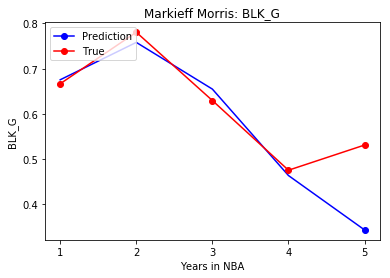 Markieff Morris: BLK_G
Prediction
True
0.8
0.7
0.6
0.5
0.4
BLK_G
1
2
3
4
5
Years in NBA